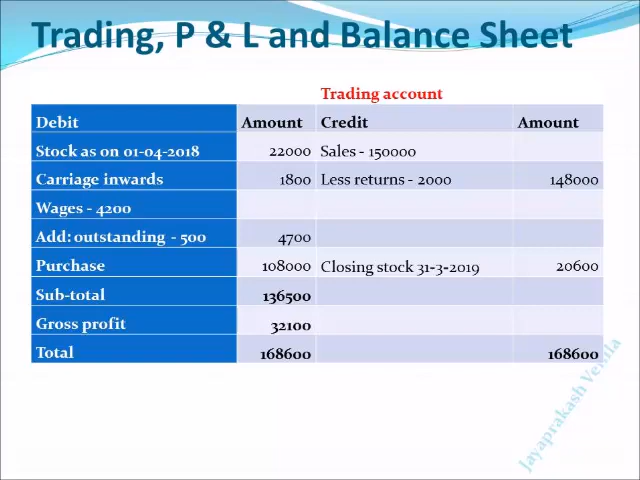 Trading, P & L and Balance Sheet
Trading account
Debit Amount Credit Amount
Stock as on 01-04-2018 22000 Sales - 150000
Carriage inwards 1800 Less returns - 2000 148000
Wages - 4200
Add: outstanding - 500 4700
Purchase 108000 Closing stock 31-3-2019 20600
Sub-total 136500
Gross profit 32100
Total 168600 168600
Jayaprakash Venila